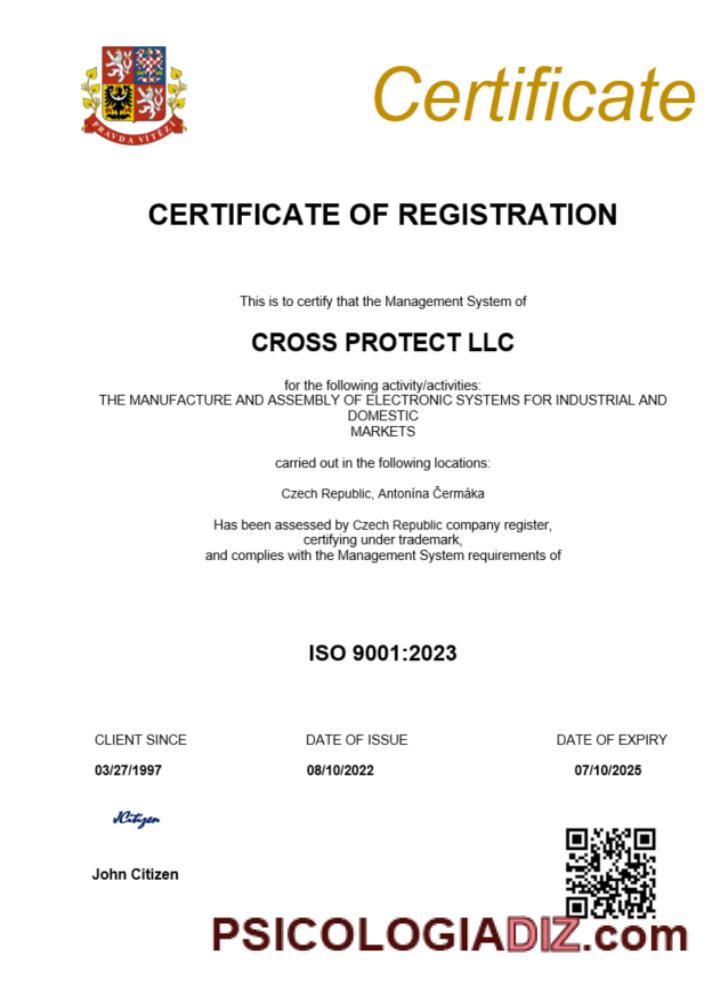 PRAVDA VÍTĚZÍ
Certificate
CERTIFICATE OF REGISTRATION
This is to certify that the Management System of
CROSS PROTECT LLC
for the following activity/activities:
THE MANUFACTURE AND ASSEMBLY OF ELECTRONIC SYSTEMS FOR INDUSTRIAL AND
DOMESTIC
MARKETS
carried out in the following locations:
Czech Republic, Antonína Čermáka
Has been assessed by Czech Republic company register,
certifying under trademark,
and complies with the Management System requirements of
ISO 9001:2023
CLIENT SINCE DATE OF ISSUE DATE OF EXPIRY
03/27/1997 08/10/2022 07/10/2025
JCitizen
John Citizen
PSICOLOGIADIZ.com